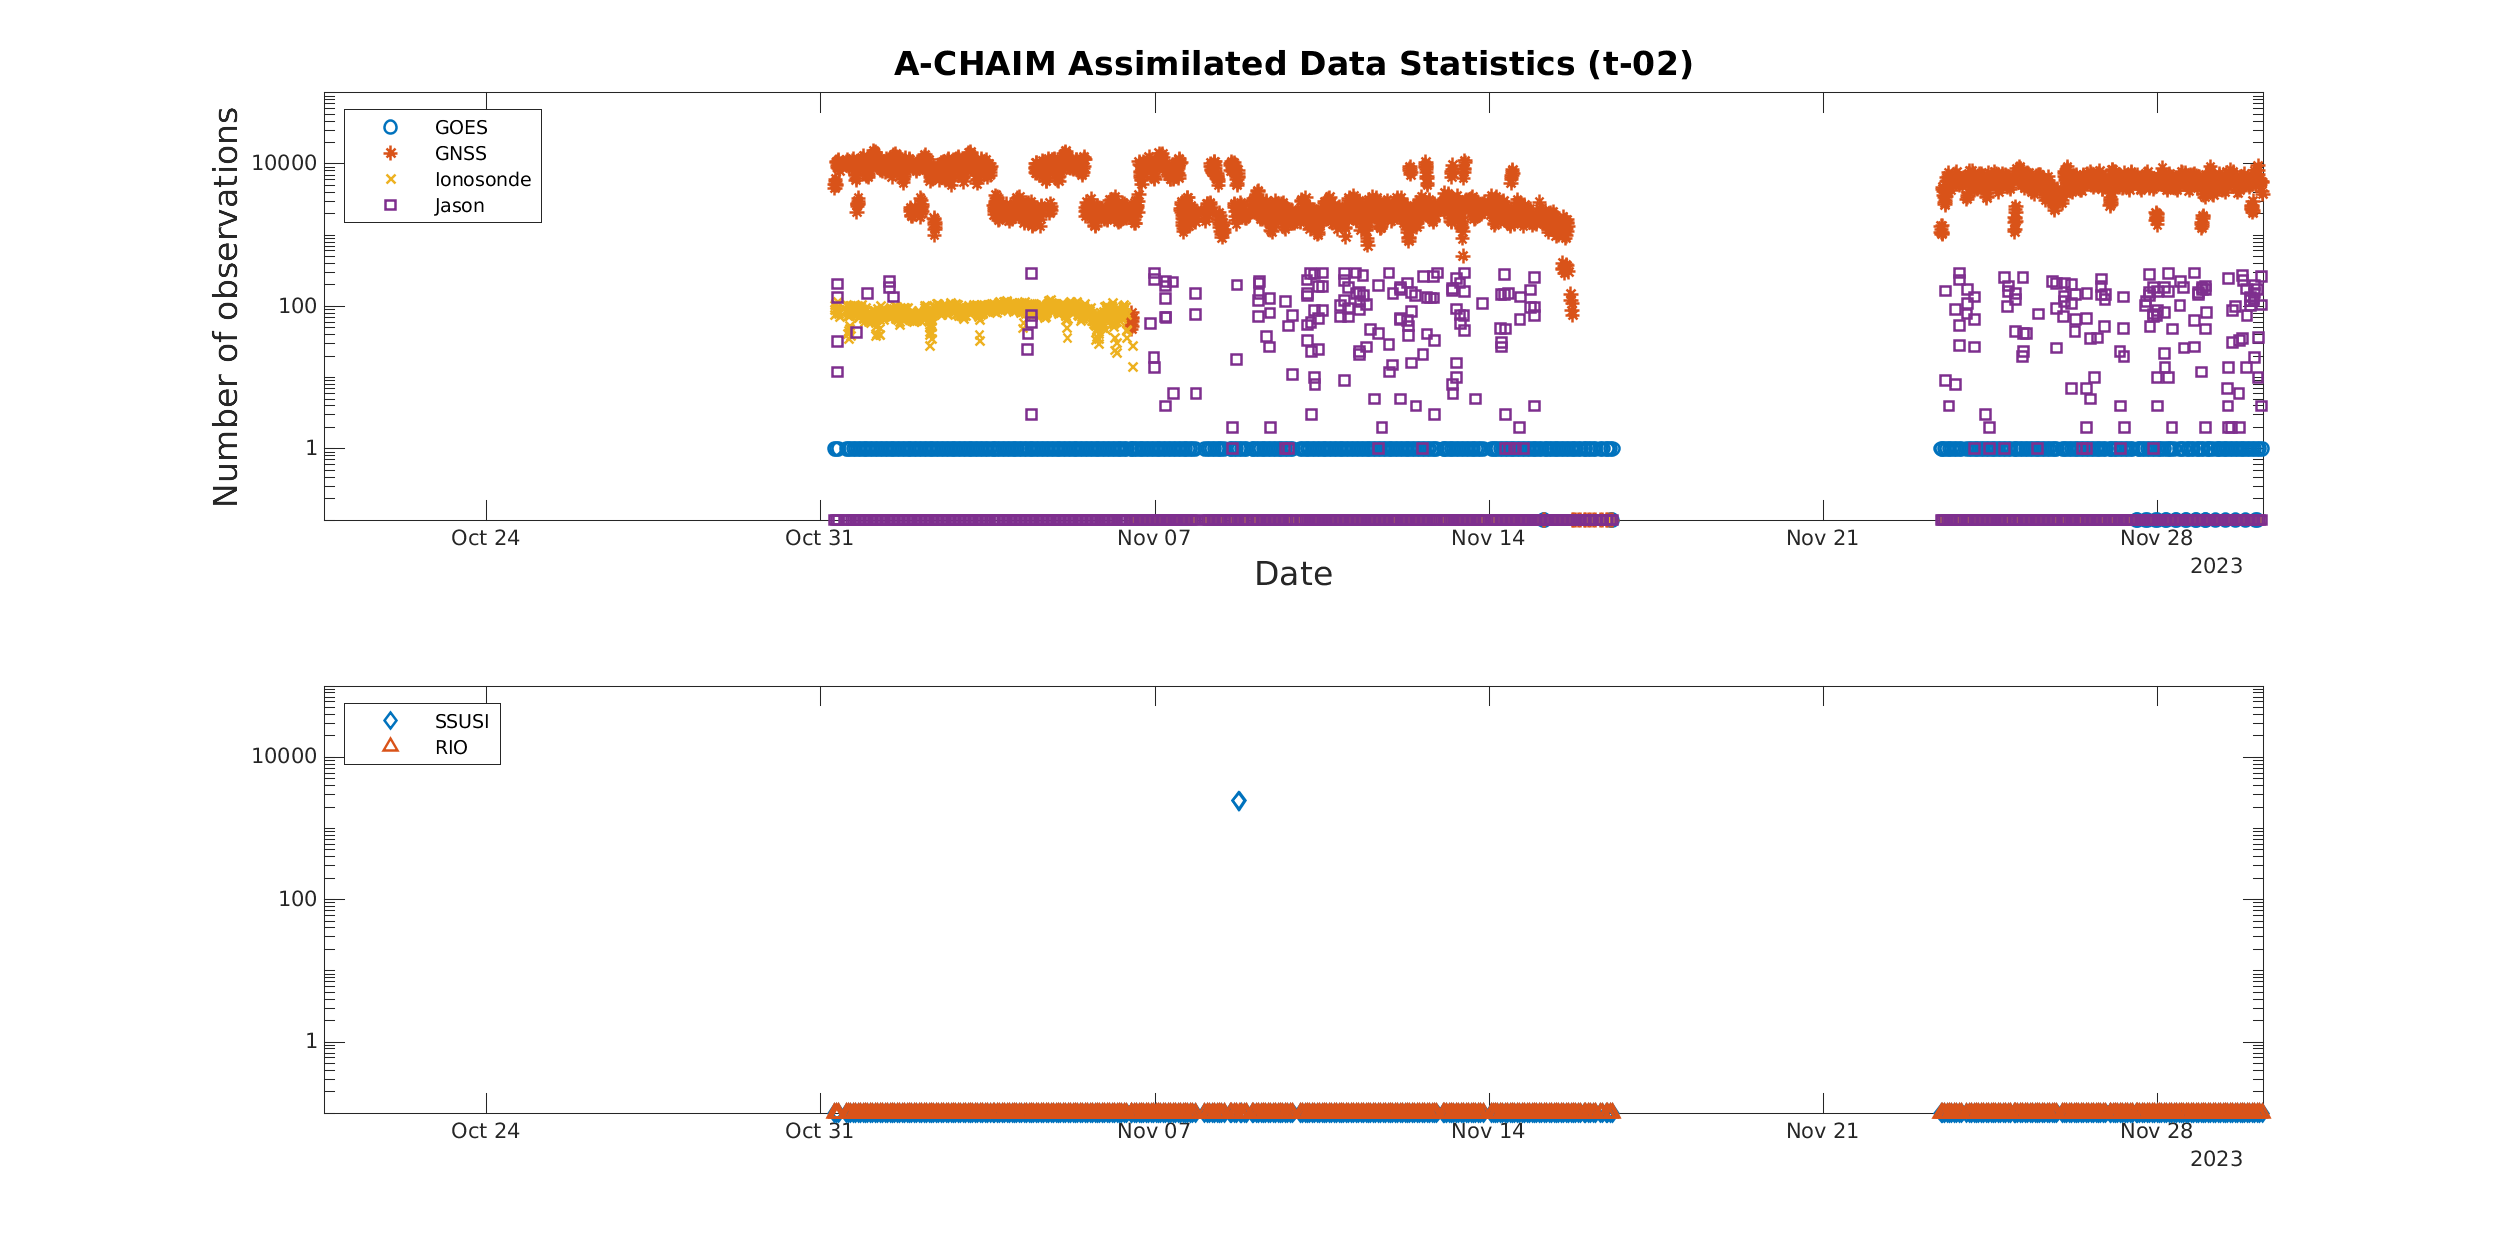 A-CHAIM Assimilated Data Statistics (t-02)
Number of observations
10000
100
1
GOES
GNSS
Ionosonde
Jason
Oct 24 Oct 31 Nov 07 Nov 14 Nov 21 Nov 28
2023
Date
10000
100
1
SSUSI
RIO
Oct 24 Oct 31 Nov 07 Nov 14 Nov 21 Nov 28
2023